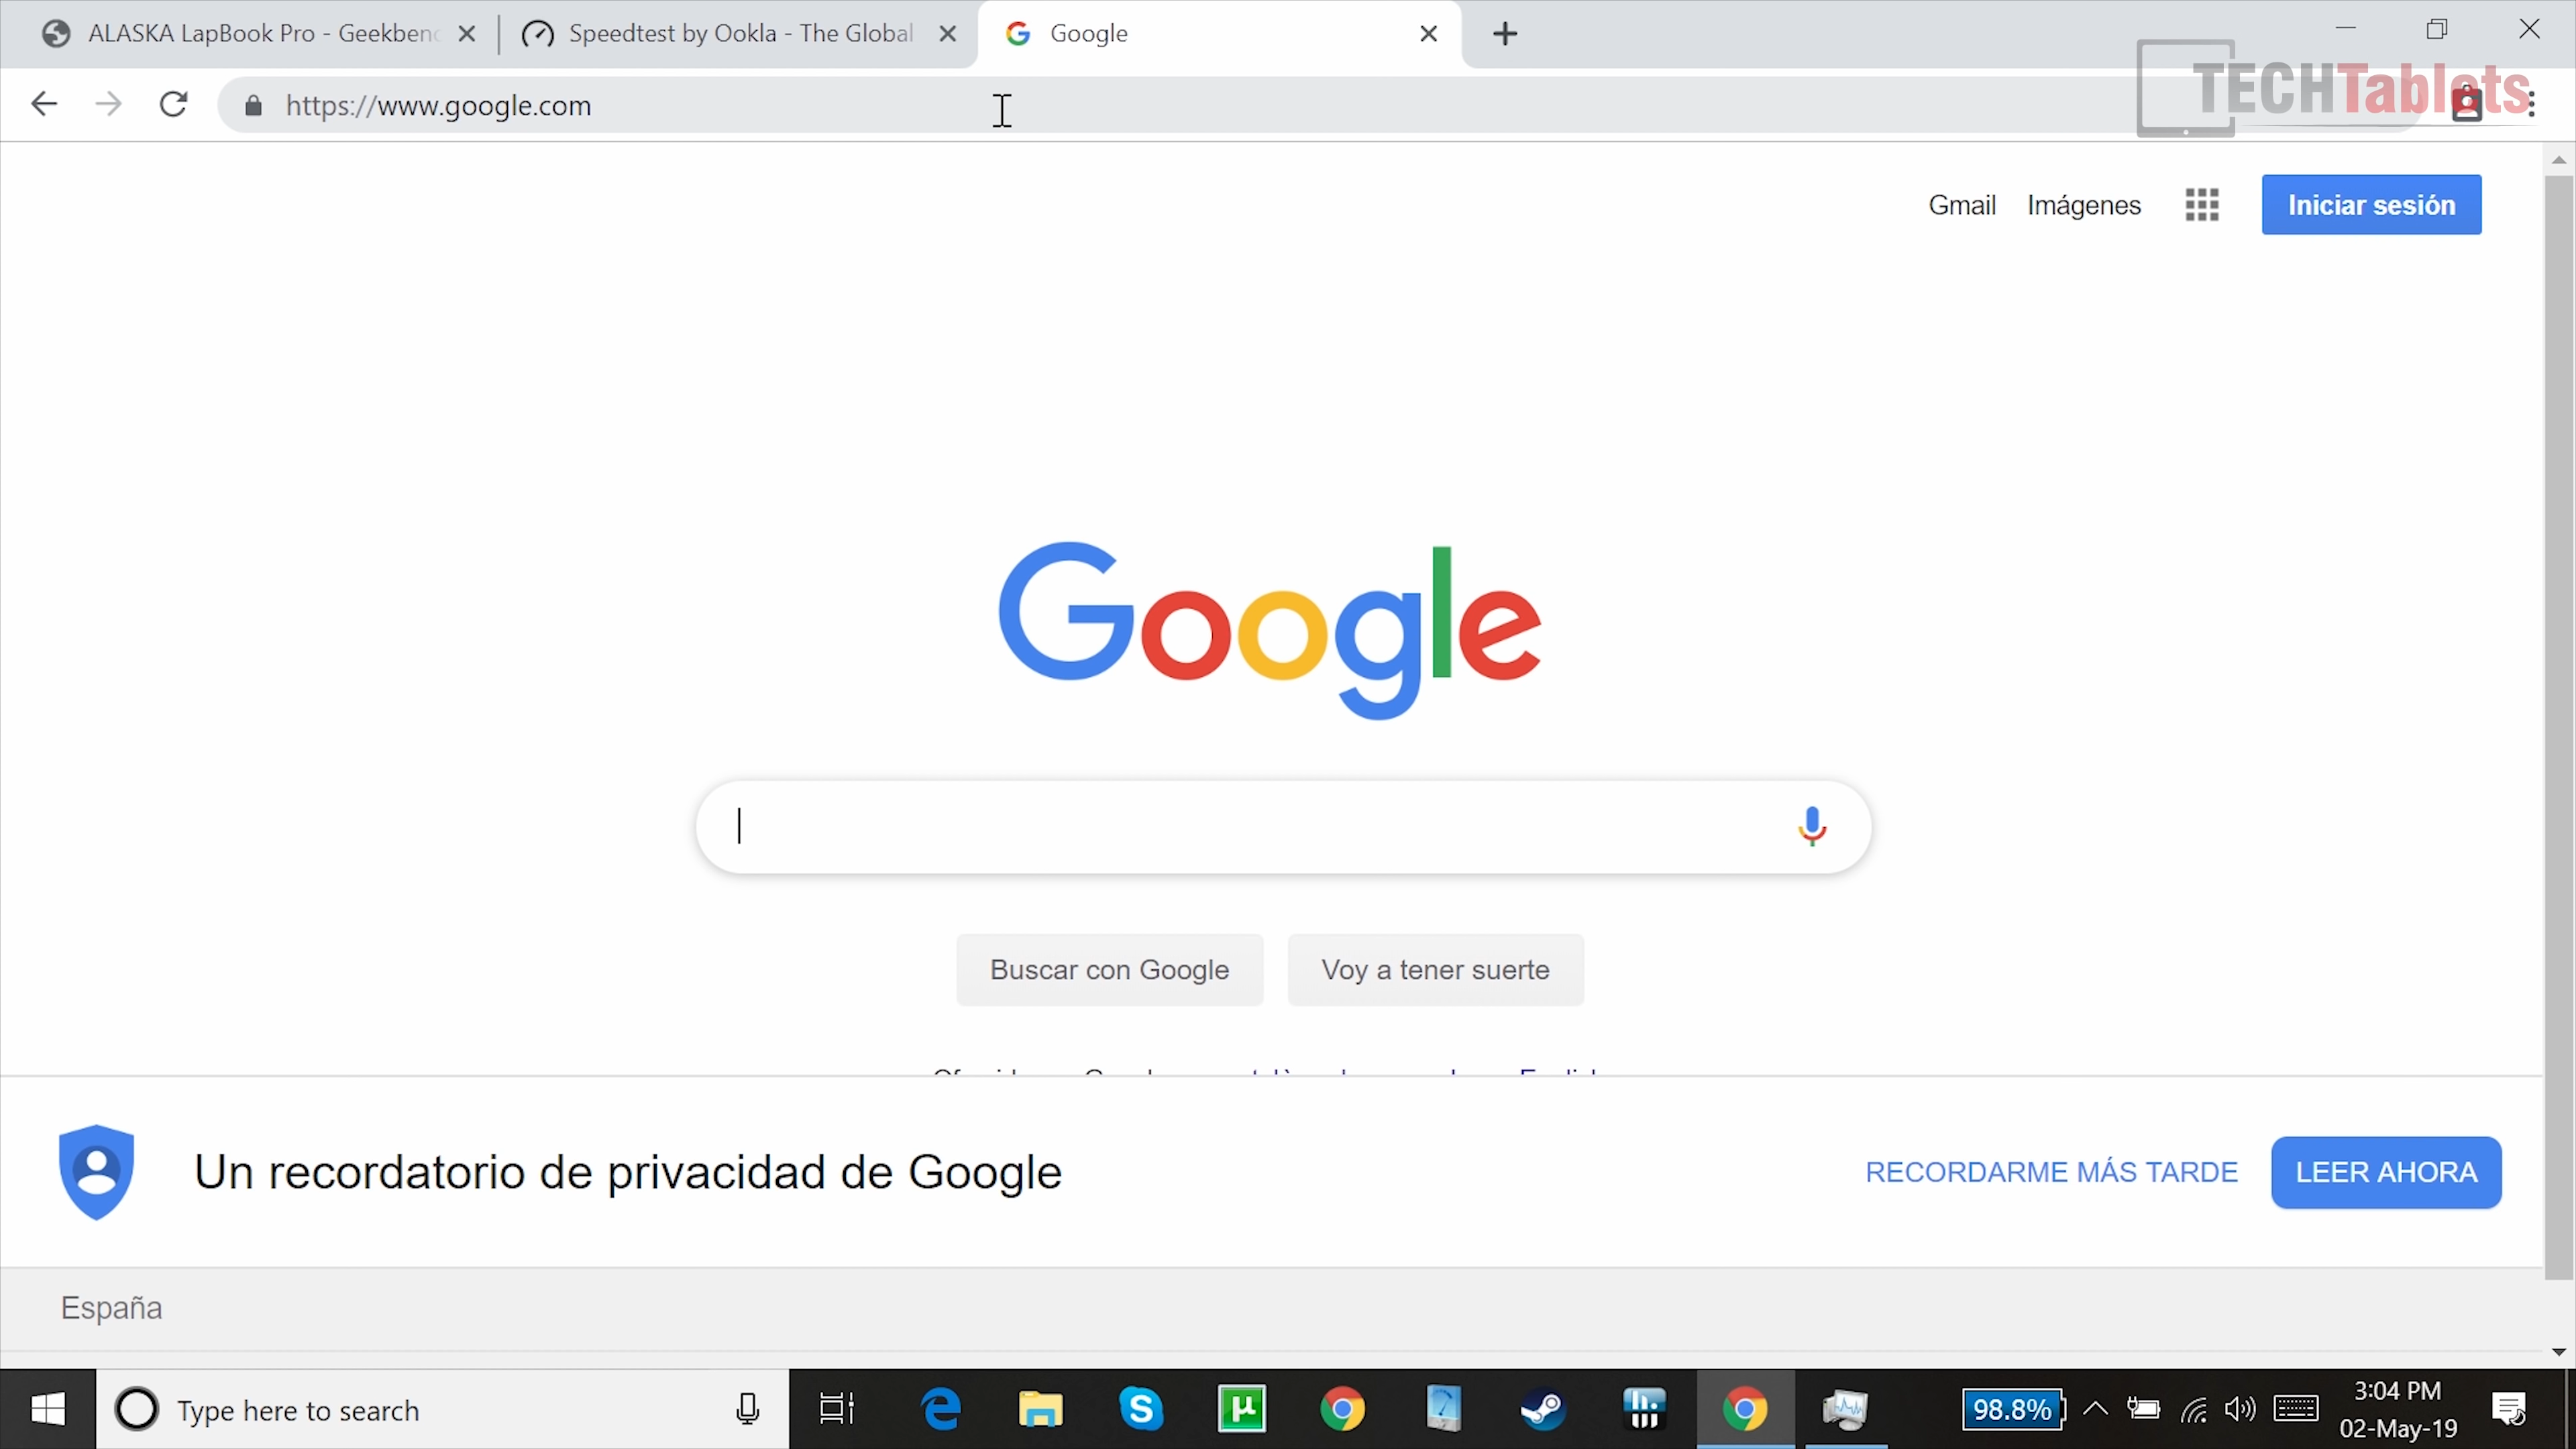 ALASKA LapBook Pro - Geekbenc
Speedtest by Ookla - The Global
Google
https://www.google.com
TECHTablets
Gmail
Imágenes
Iniciar sesión
Google
Buscar con Google
Voy a tener suerte
Un recordatorio de privacidad de Google
RECORDARME MÁS TARDE
LEER AHORA
España
Type here to search
98.8%
3:04 PM
02-May-19